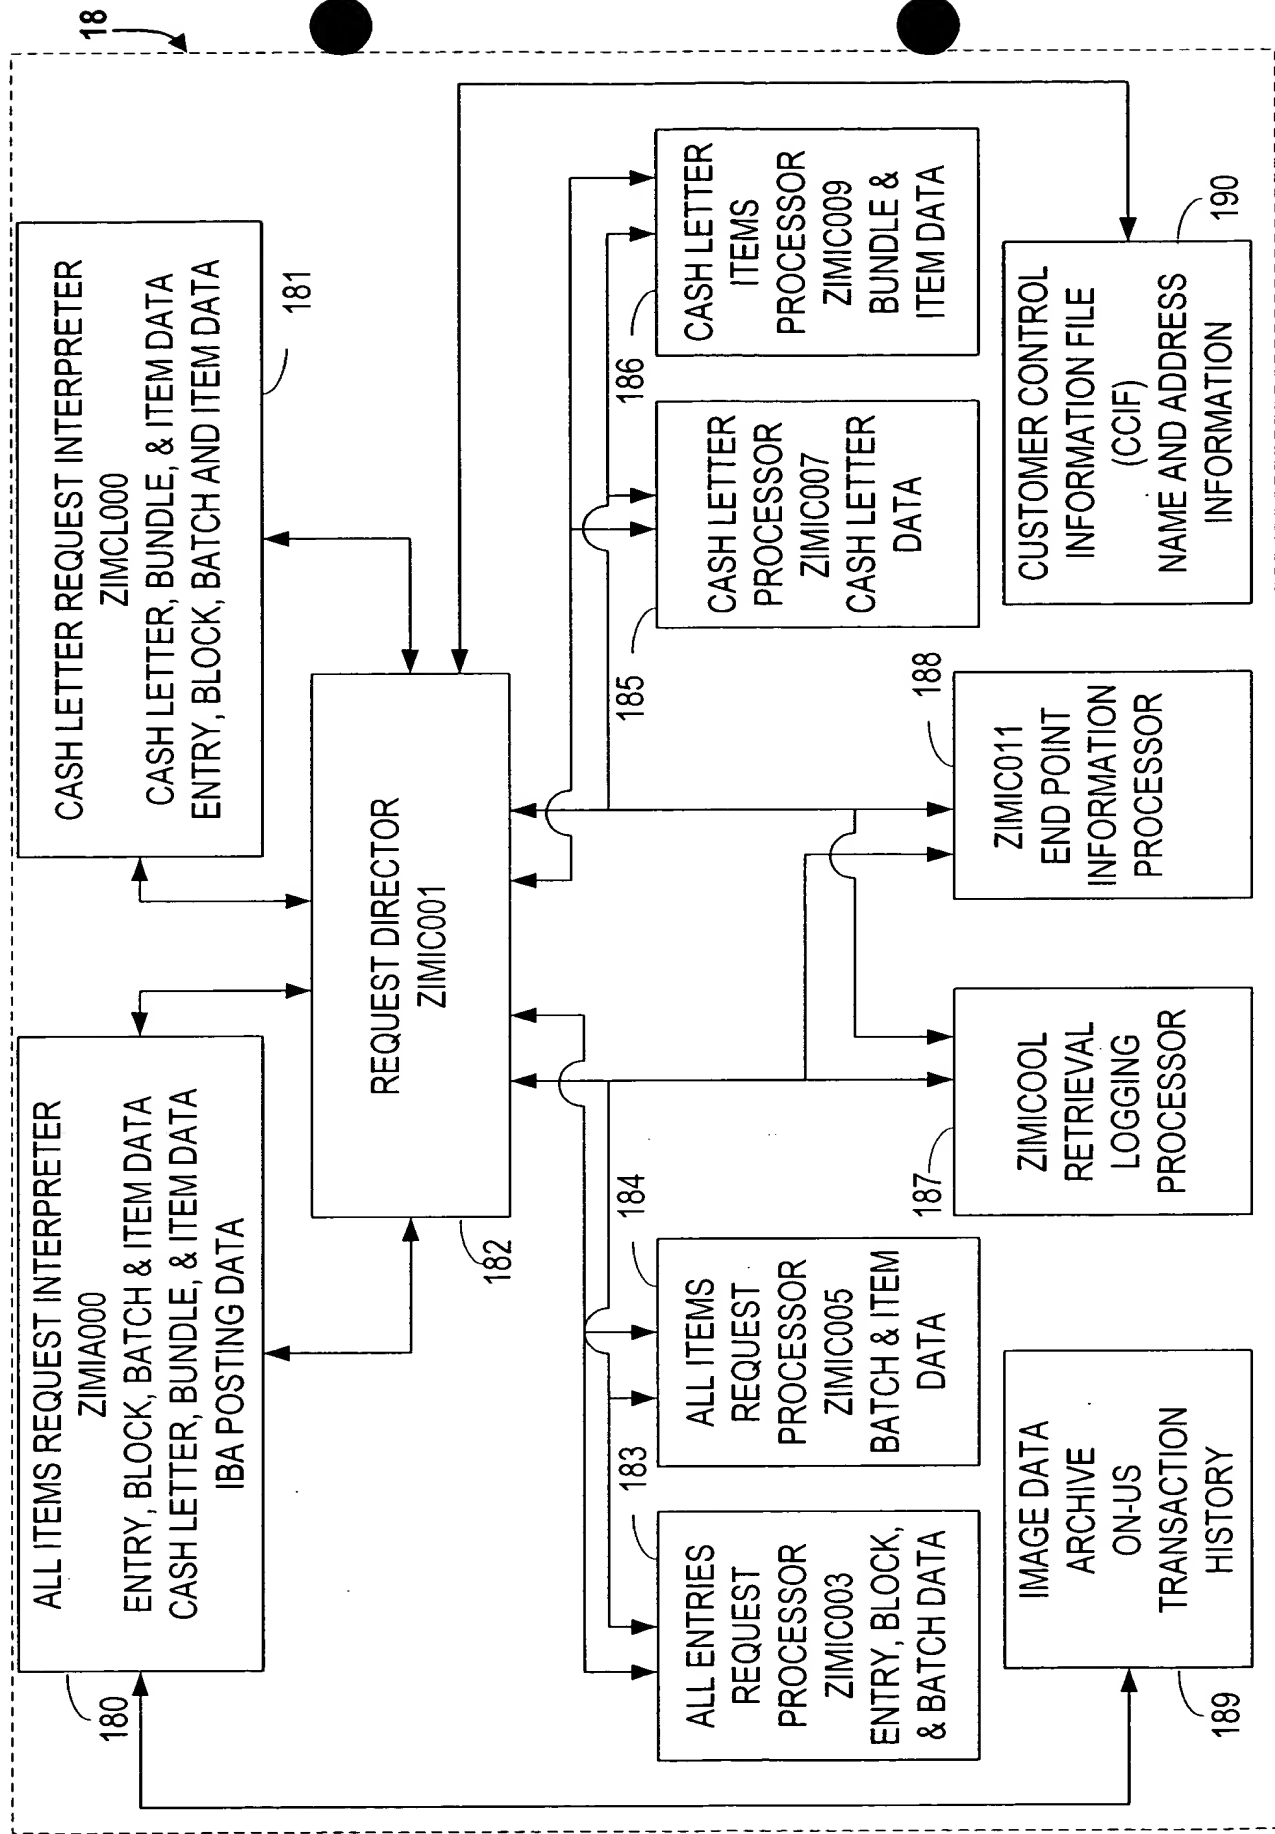 18
ALL ITEMS REQUEST INTERPRETER
ZIMIA000
ENTRY, BLOCK, BATCH & ITEM DATA
CASH LETTER, BUNDLE, & ITEM DATA
IBA POSTING DATA
180
CASH LETTER REQUEST INTERPRETER
ZIMCL000
CASH LETTER, BUNDLE, & ITEM DATA
ENTRY, BLOCK, BATCH AND ITEM DATA
181
REQUEST DIRECTOR
ZIMIC001
182
ALL ENTRIES
REQUEST
PROCESSOR
ZIMIC003
ENTRY, BLOCK,
& BATCH DATA
183
ALL ITEMS
REQUEST
PROCESSOR
ZIMIC005
BATCH & ITEM
DATA
184
CASH LETTER
PROCESSOR
ZIMIC007
CASH LETTER
DATA
185
CASH LETTER
ITEMS
PROCESSOR
ZIMIC009
BUNDLE &
ITEM DATA
186
IMAGE DATA
ARCHIVE
ON-US
TRANSACTION
HISTORY
189
ZIMICOOL
RETRIEVAL
LOGGING
PROCESSOR
187
ZIMIC011
END POINT
INFORMATION
PROCESSOR
188
CUSTOMER CONTROL
INFORMATION FILE
(CCIF)
NAME AND ADDRESS
INFORMATION
190